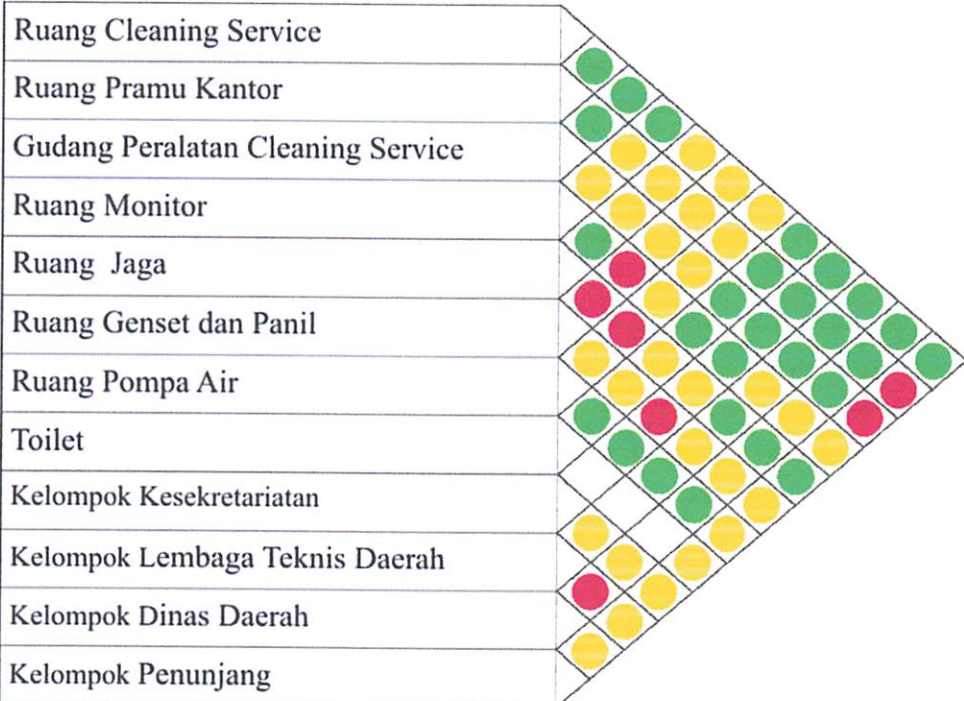 Ruang Cleaning Service
Ruang Pramu Kantor
Gudang Peralatan Cleaning Service
Ruang Monitor
Ruang Jaga
Ruang Genset dan Panil
Ruang Pompa Air
Toilet
Kelompok Kesekretariatan
Kelompok Lembaga Teknis Daerah
Kelompok Dinas Daerah
Kelompok Penunjang